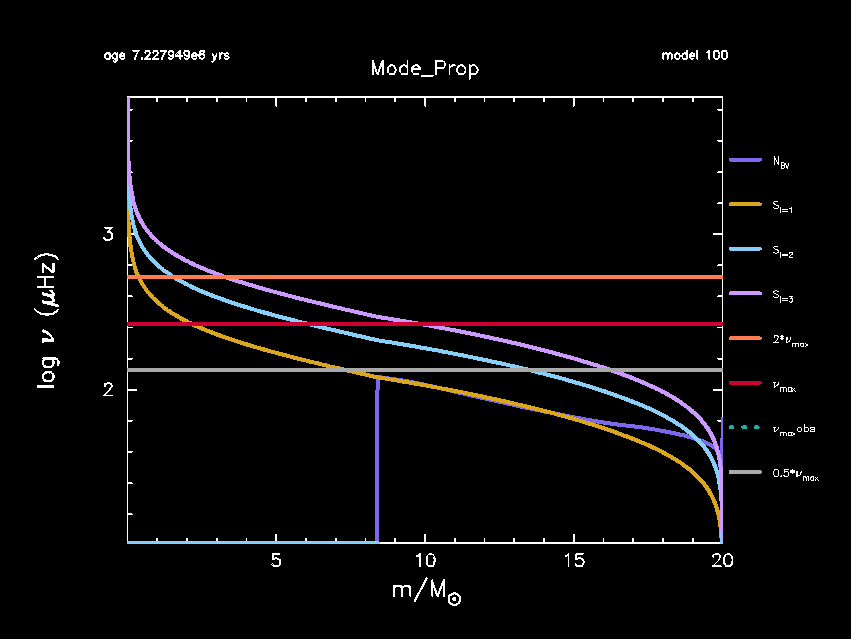 age 7.227949e6 yrs
model 100
Mode_Prop
log ν (μHz)
3
2
5
10
15
20
m/M☉
N_BV
S_l=1
S_l=2
S_l=3
2*ν_max
ν_max
ν_max obs
0.5*ν_max